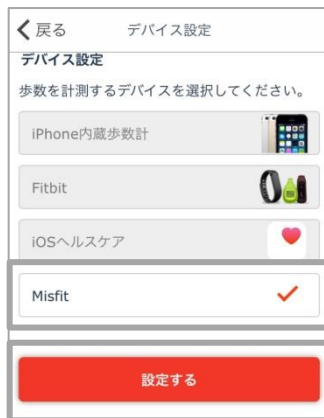 戻る デバイス設定
デバイス設定
歩数を計測するデバイスを選択してください。
iPhone内蔵歩数計
Fitbit
iOSヘルスケア
Misfit
設定する